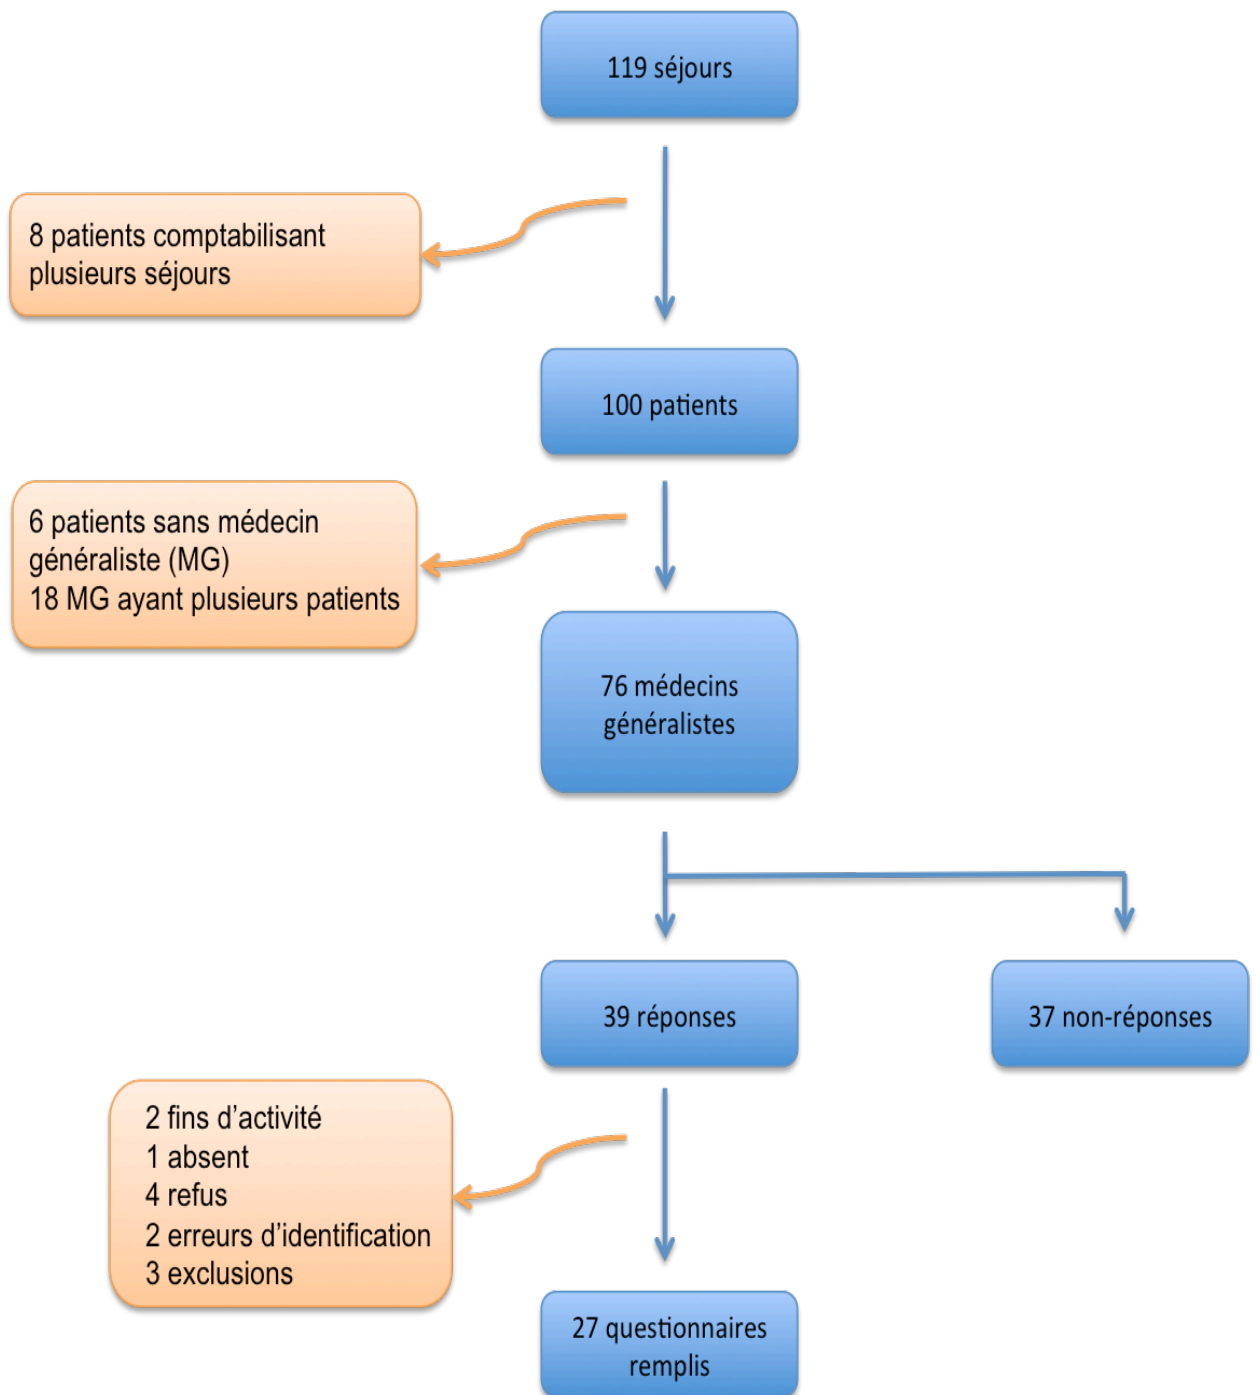 119 séjours
8 patients comptabilisant
plusieurs séjours
100 patients
6 patients sans médecin
généraliste (MG)
18 MG ayant plusieurs patients
76 médecins
généralistes
39 réponses
37 non-réponses
2 fins d’activité
1 absent
4 refus
2 erreurs d’identification
3 exclusions
27 questionnaires
remplis